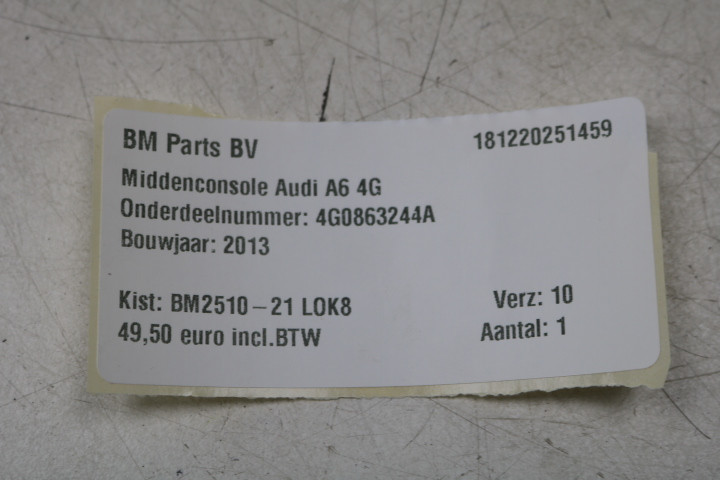 BM Parts BV 181220251459
Middenconsole Audi A6 4G
Onderdeelnummer: 4G0863244A
Bouwjaar: 2013
Kist: BM2510-21 LOK8 Verz: 10
49,50 euro incl.BTW Aantal: 1